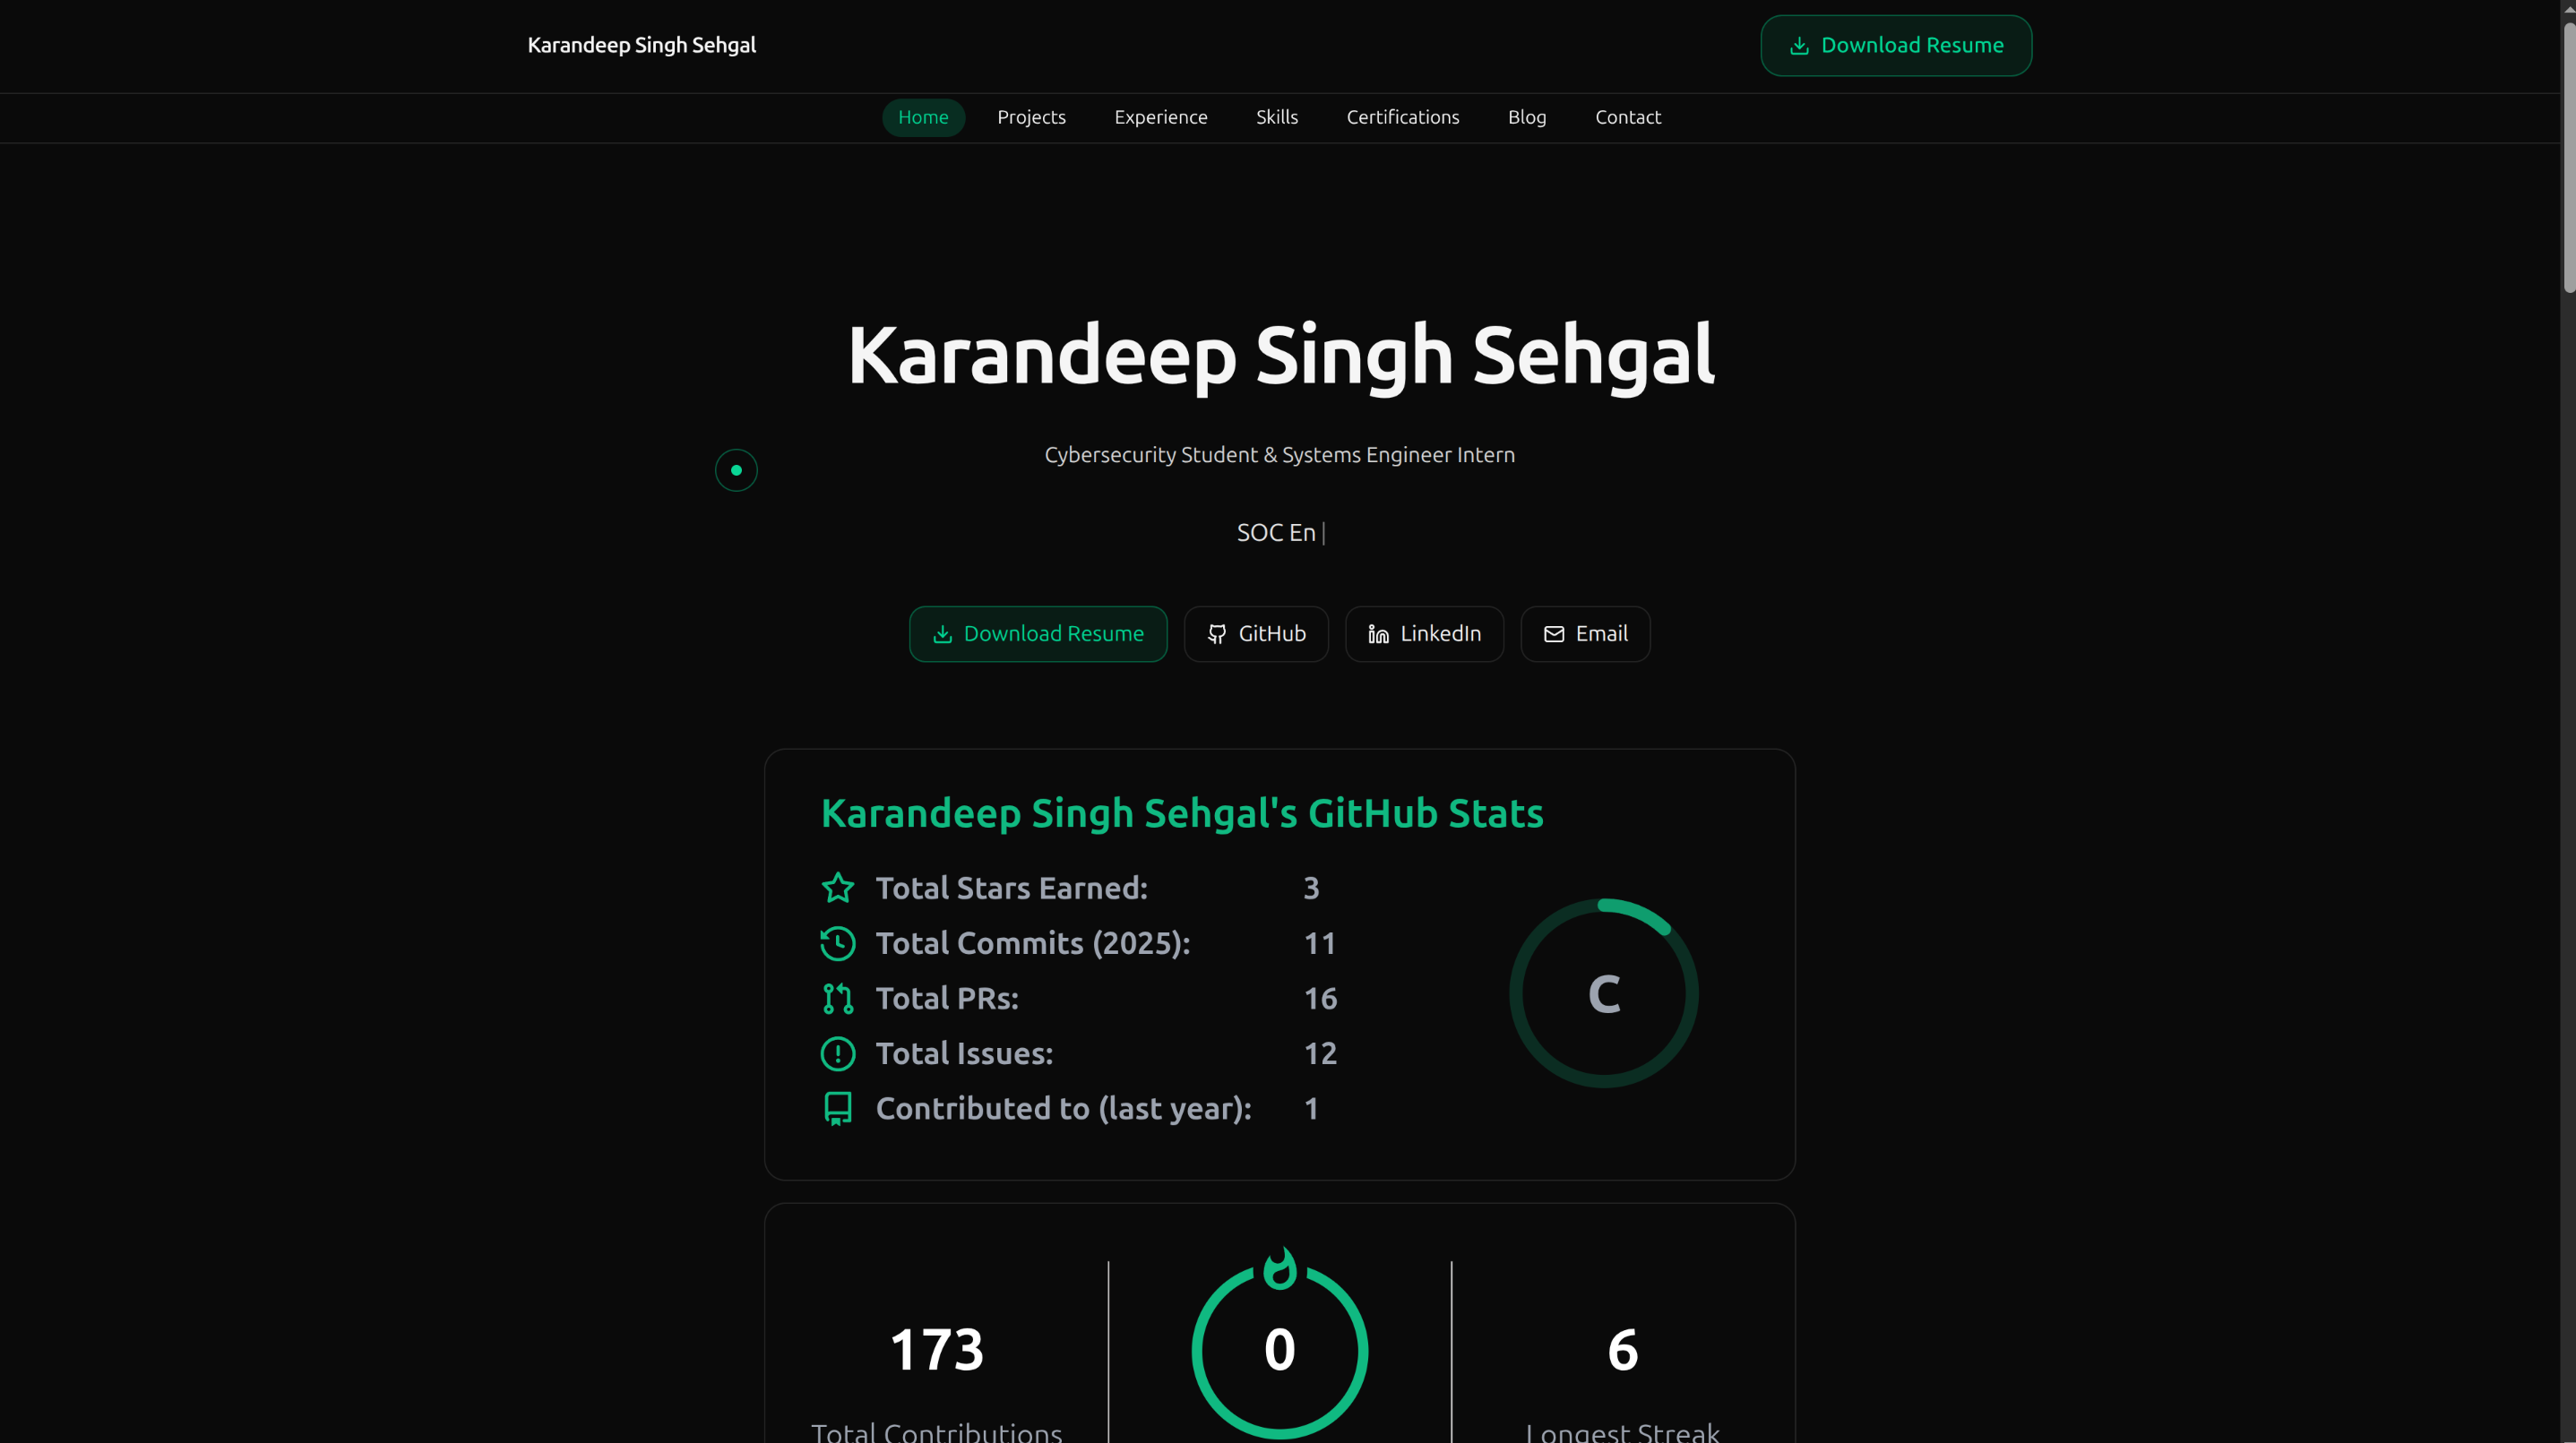 Karandeep Singh Sehgal
Download Resume
Home Projects Experience Skills Certifications Blog Contact
Karandeep Singh Sehgal
Cybersecurity Student & Systems Engineer Intern
SOC En|
Download Resume GitHub LinkedIn Email
Karandeep Singh Sehgal's GitHub Stats
Total Stars Earned: 3
Total Commits (2025): 11
Total PRs: 16
Total Issues: 12
Contributed to (last year): 1
C
173 0 6
Total Contributions Longest Streak